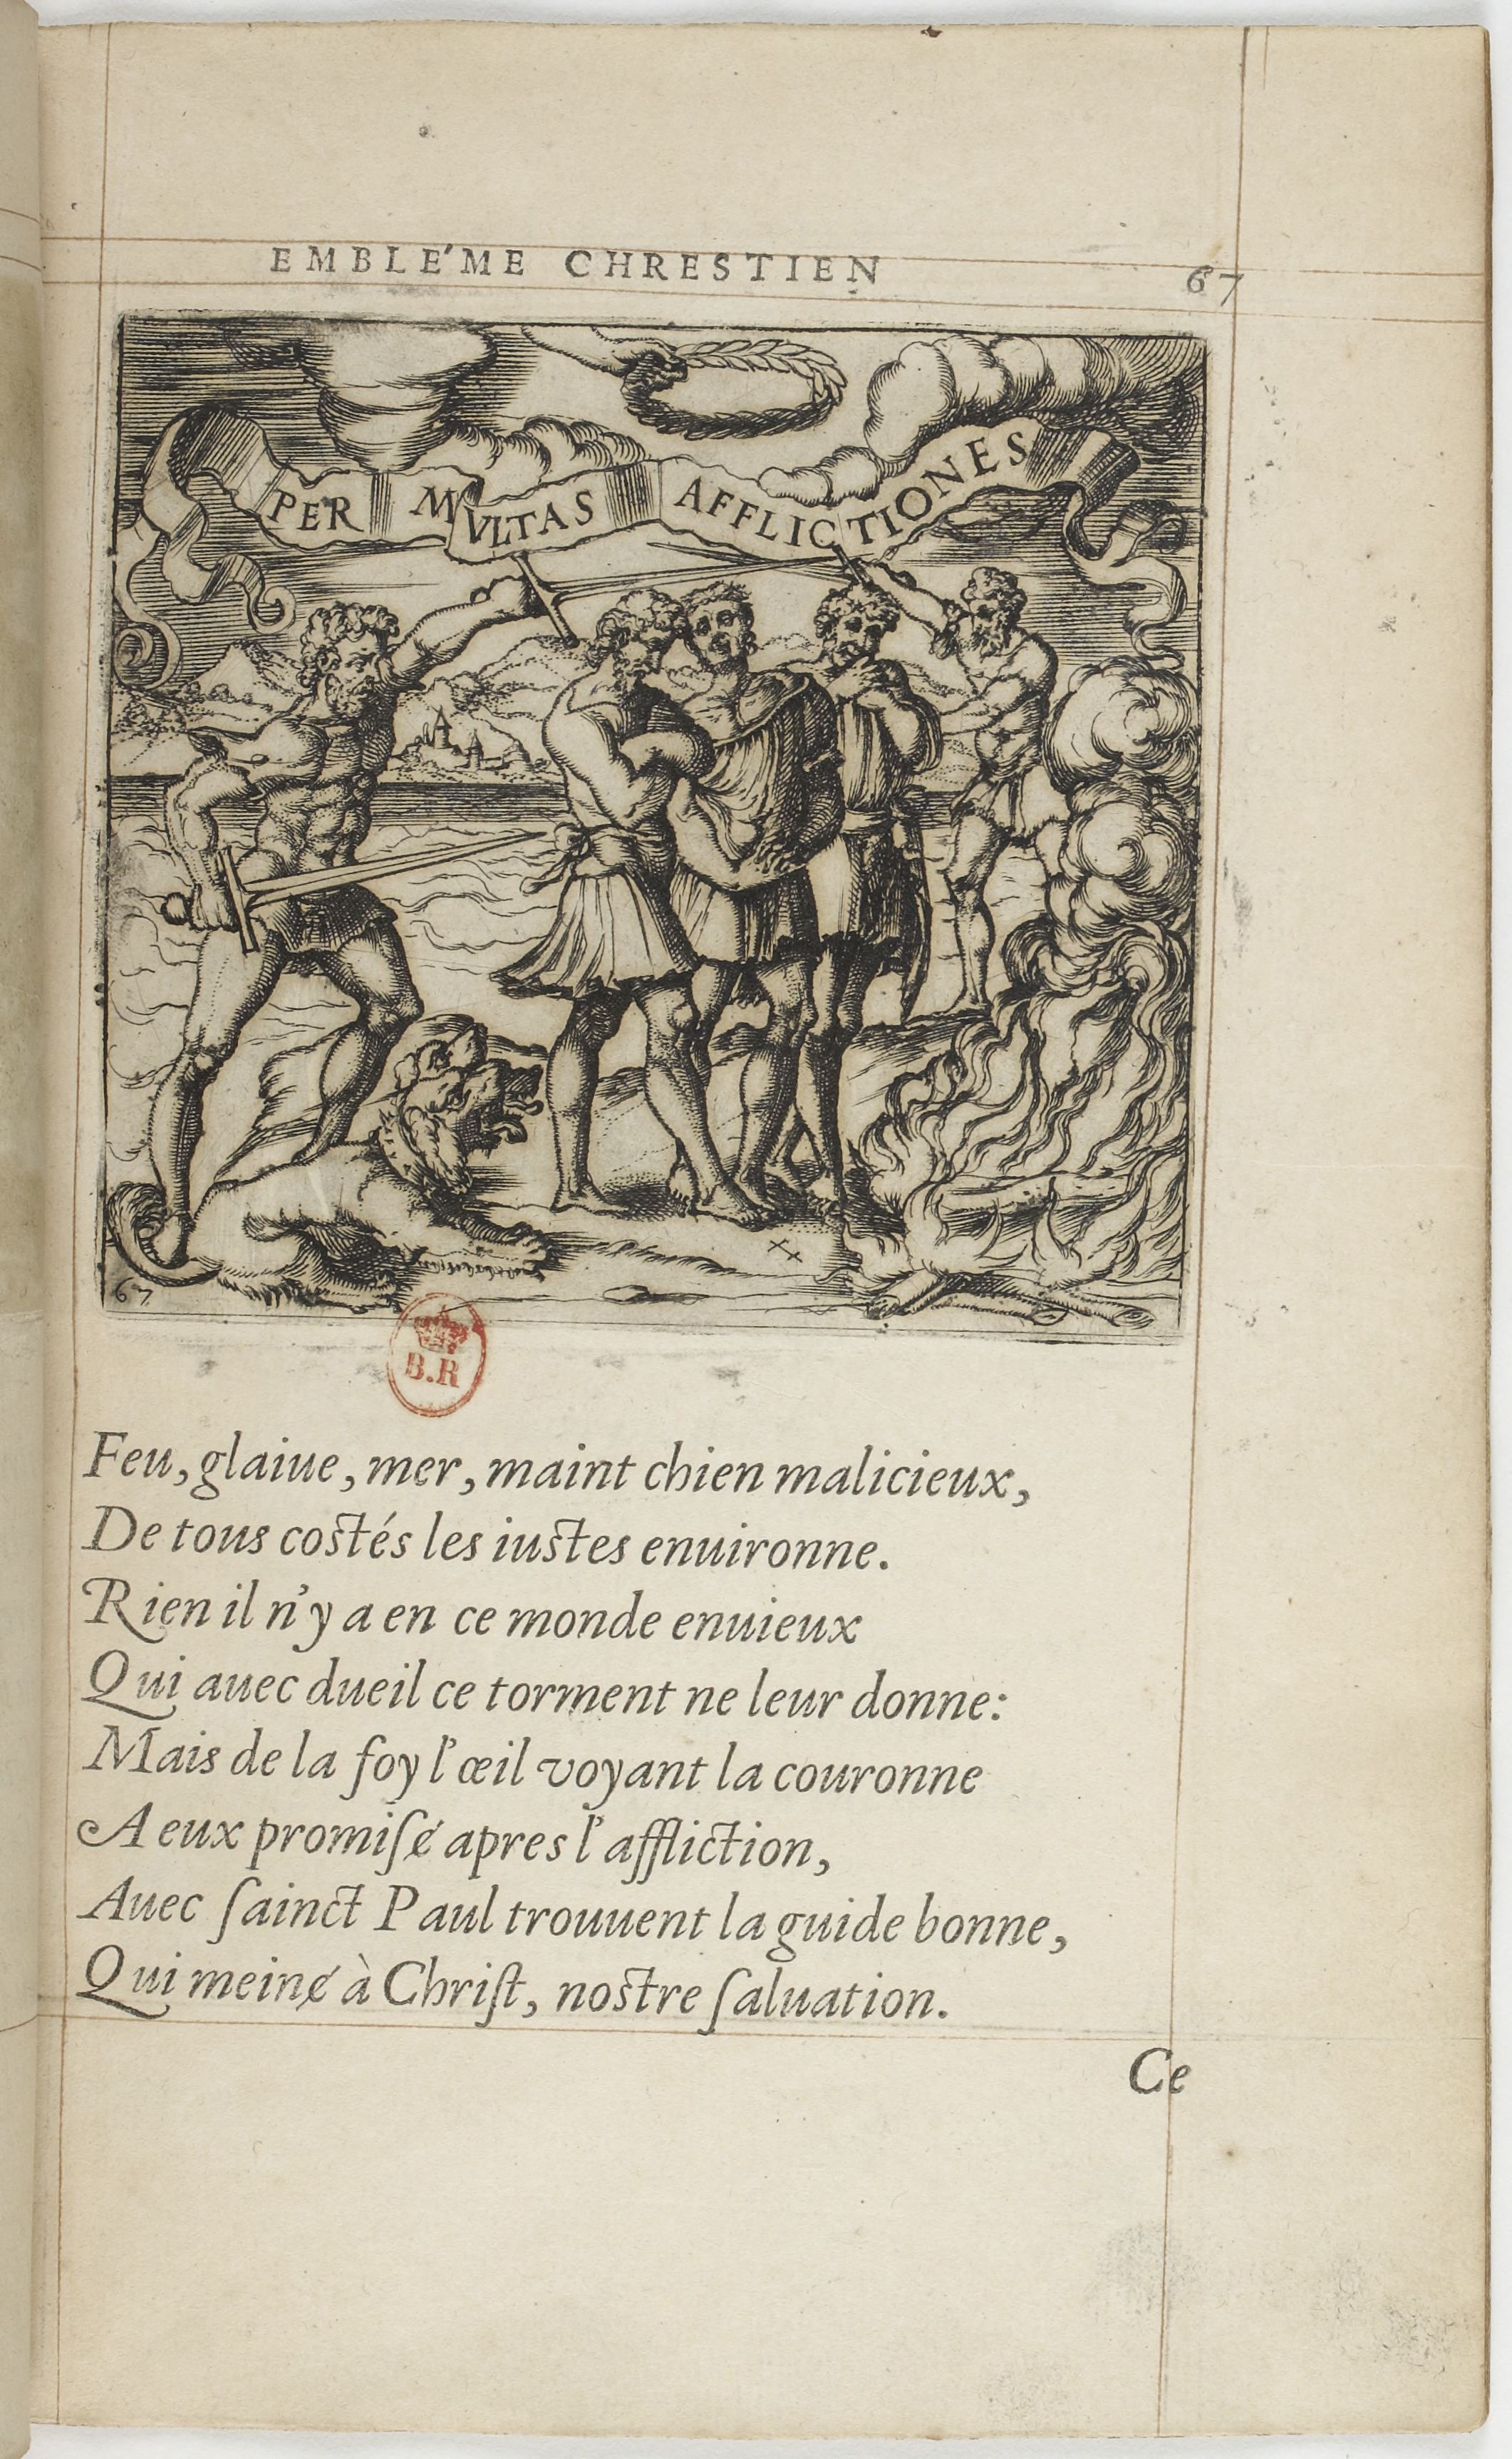 EMBLE'ME CHRESTIEN 67
PER MVLTAS AFFLICTIONES
67
B.R
Feu, glaiue, mer, maint chien malicieux,
De tous costés les iustes enuironne.
Rien il n'y a en ce monde enuieux
Qui auec dueil ce torment ne leur donne:
Mais de la foy l'œil voyant la couronne
A eux promiſɇ apres l'affliction,
Auec ſainct Paul trouuent la guide bonne,
Qui meinɇ à Chriſt, nostre ſaluation.
Ce